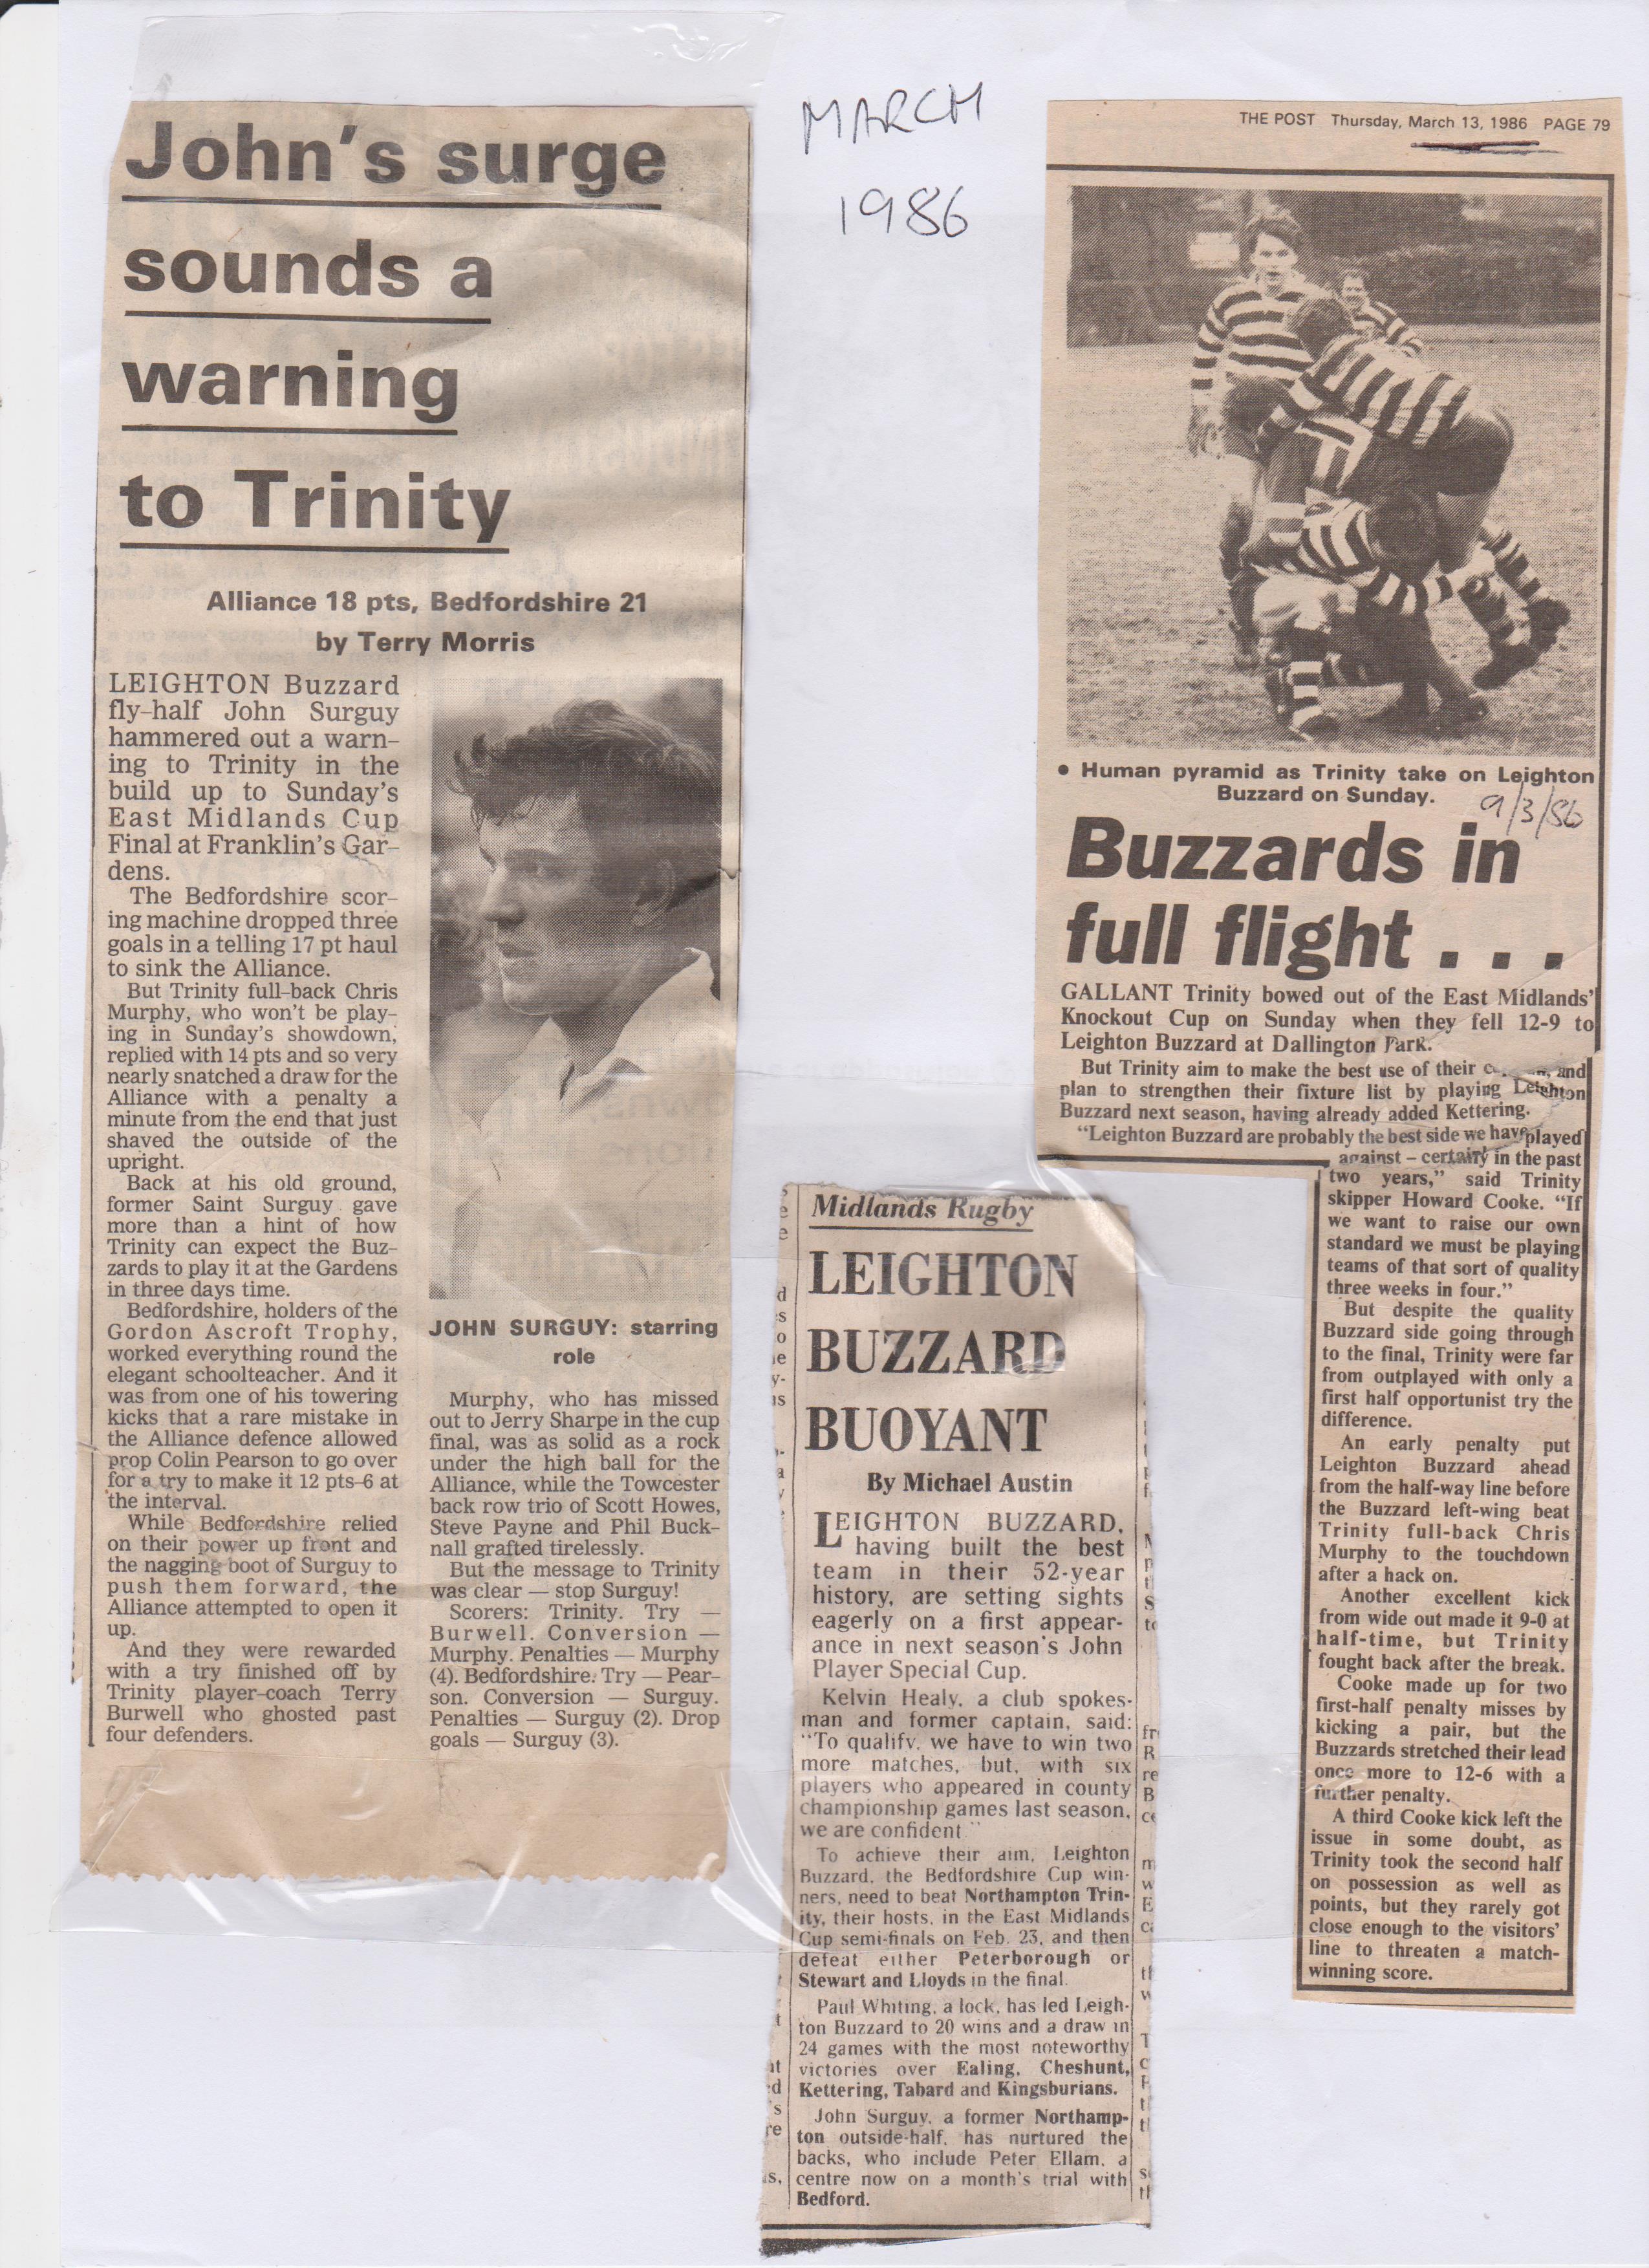 MARCH
1986
John's surge
sounds a
warning
to Trinity
Alliance 18 pts, Bedfordshire 21
by Terry Morris
LEIGHTON Buzzard
fly-half John Surguy
hammered out a warn-
ing to Trinity in the
build up to Sunday's
East Midlands Cup
Final at Franklin's Gar-
dens.
The Bedfordshire scor-
ing machine dropped three
goals in a telling 17 pt haul
to sink the Alliance.
But Trinity full-back Chris
Murphy, who won't be play-
ing in Sunday's showdown,
replied with 14 pts and so very
nearly snatched a draw for the
Alliance with a penalty a
minute from the end that just
shaved the outside of the
upright.
Back at his old ground,
former Saint Surguy gave
more than a hint of how
Trinity can expect the Buz-
zards to play it at the Gardens
in three days time.
Bedfordshire, holders of the
Gordon Ascroft Trophy,
worked everything round the
elegant schoolteacher. And it
was from one of his towering
kicks that a rare mistake in
the Alliance defence allowed
prop Colin Pearson to go over
for a try to make it 12 pts-6 at
the interval.
While Bedfordshire relied
on their power up front and
the nagging boot of Surguy to
push them forward, the
Alliance attempted to open it
up.
And they were rewarded
with a try finished off by
Trinity player-coach Terry
Burwell who ghosted past
four defenders.
JOHN SURGUY: starring
role
Murphy, who has missed
out to Jerry Sharpe in the cup
final, was as solid as a rock
under the high ball for the
Alliance, while the Towcester
back row trio of Scott Howes,
Steve Payne and Phil Buck-
nall grafted tirelessly.
But the message to Trinity
was clear — stop Surguy!
Scorers: Trinity. Try —
Burwell. Conversion —
Murphy. Penalties — Murphy
(4). Bedfordshire. Try — Pear-
son. Conversion — Surguy.
Penalties — Surguy (2). Drop
goals — Surguy (3).
Midlands Rugby
LEIGHTON
BUZZARD
BUOYANT
By Michael Austin
LEIGHTON BUZZARD,
having built the best
team in their 52-year
history, are setting sights
eagerly on a first appear-
ance in next season's John
Player Special Cup.
Kelvin Healy, a club spokes-
man and former captain, said:
"To qualify, we have to win two
more matches, but, with six
players who appeared in county
championship games last season,
we are confident."
To achieve their aim, Leighton
Buzzard, the Bedfordshire Cup win-
ners, need to beat Northampton Trin-
ity, their hosts, in the East Midlands
Cup semi-finals on Feb. 23, and then
defeat either Peterborough or
Stewart and Lloyds in the final.
Paul Whiting, a lock, has led Leigh-
ton Buzzard to 20 wins and a draw in
24 games with the most noteworthy
victories over Ealing, Cheshunt,
Kettering, Tabard and Kingsburians.
John Surguy, a former Northamp-
ton outside-half, has nurtured the
backs, who include Peter Ellam, a
centre now on a month's trial with
Bedford.
THE POST Thursday, March 13, 1986 PAGE 79
• Human pyramid as Trinity take on Leighton
Buzzard on Sunday.
9/3/86
Buzzards in
full flight . . .
GALLANT Trinity bowed out of the East Midlands'
Knockout Cup on Sunday when they fell 12-9 to
Leighton Buzzard at Dallington Park.
But Trinity aim to make the best use of their and
plan to strengthen their fixture list by playing Leighton
Buzzard next season, having already added Kettering.
"Leighton Buzzard are probably the best side we have played
against – certainly in the past
two years," said Trinity
skipper Howard Cooke. "If
we want to raise our own
standard we must be playing
teams of that sort of quality
three weeks in four."
But despite the quality
Buzzard side going through
to the final, Trinity were far
from outplayed with only a
first half opportunist try the
difference.
An early penalty put
Leighton Buzzard ahead
from the half-way line before
the Buzzard left-wing beat
Trinity full-back Chris
Murphy to the touchdown
after a hack on.
Another excellent kick
from wide out made it 9-0 at
half-time, but Trinity
fought back after the break.
Cooke made up for two
first-half penalty misses by
kicking a pair, but the
Buzzards stretched their lead
once more to 12-6 with a
further penalty.
A third Cooke kick left the
issue in some doubt, as
Trinity took the second half
on possession as well as
points, but they rarely got
close enough to the visitors'
line to threaten a match-
winning score.